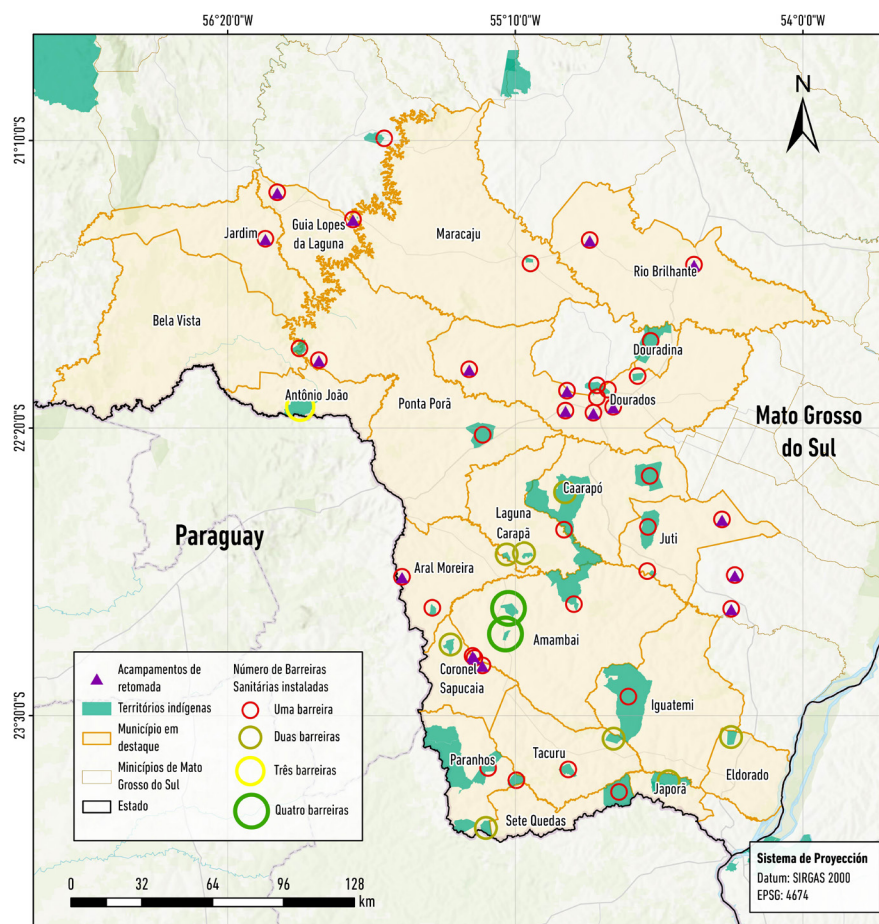 56°20'0"W
55°10'0"W
54°0'0"W
N
21°10'0"S
Guia Lopes
da Laguna
Jardim
Maracaju
Rio Brilhante
Bela Vista
Douradina
Antônio João
Ponta Porã
Dourados
22°20'0"S
Mato Grosso
do Sul
Caarapó
Laguna
Carapã
Paraguay
Juti
Aral Moreira
Amambai
Coronel
Sapucaia
Iguatemi
23°30'0"S
Paranhos
Tacuru
Eldorado
Japorã
Sete Quedas
Acampamentos de
retomada
Territórios indígenas
Município em
destaque
Minicípios de Mato
Grosso do Sul
Estado
Número de Barreiras
Sanitárias instaladas
Uma barreira
Duas barreiras
Três barreiras
Quatro barreiras
Sistema de Proyección
Datum: SIRGAS 2000
EPSG: 4674
0 32 64 96 128
km